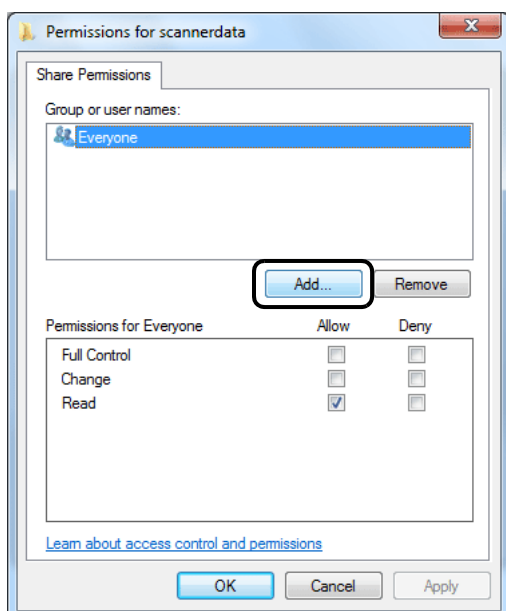 Permissions for scannerdata
Share Permissions
Group or user names:
Everyone
Add... Remove
Permissions for Everyone Allow Deny
Full Control
Change
Read
Learn about access control and permissions
OK Cancel Apply